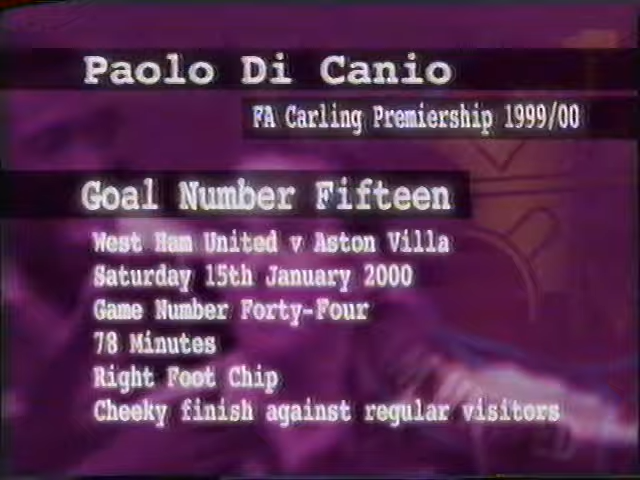 Paolo Di Canio
FA Carling Premiership 1999/00
Goal Number Fifteen
West Ham United v Aston Villa
Saturday 15th January 2000
Game Number Forty-Four
78 Minutes
Right Foot Chip
Cheeky finish against regular visitors